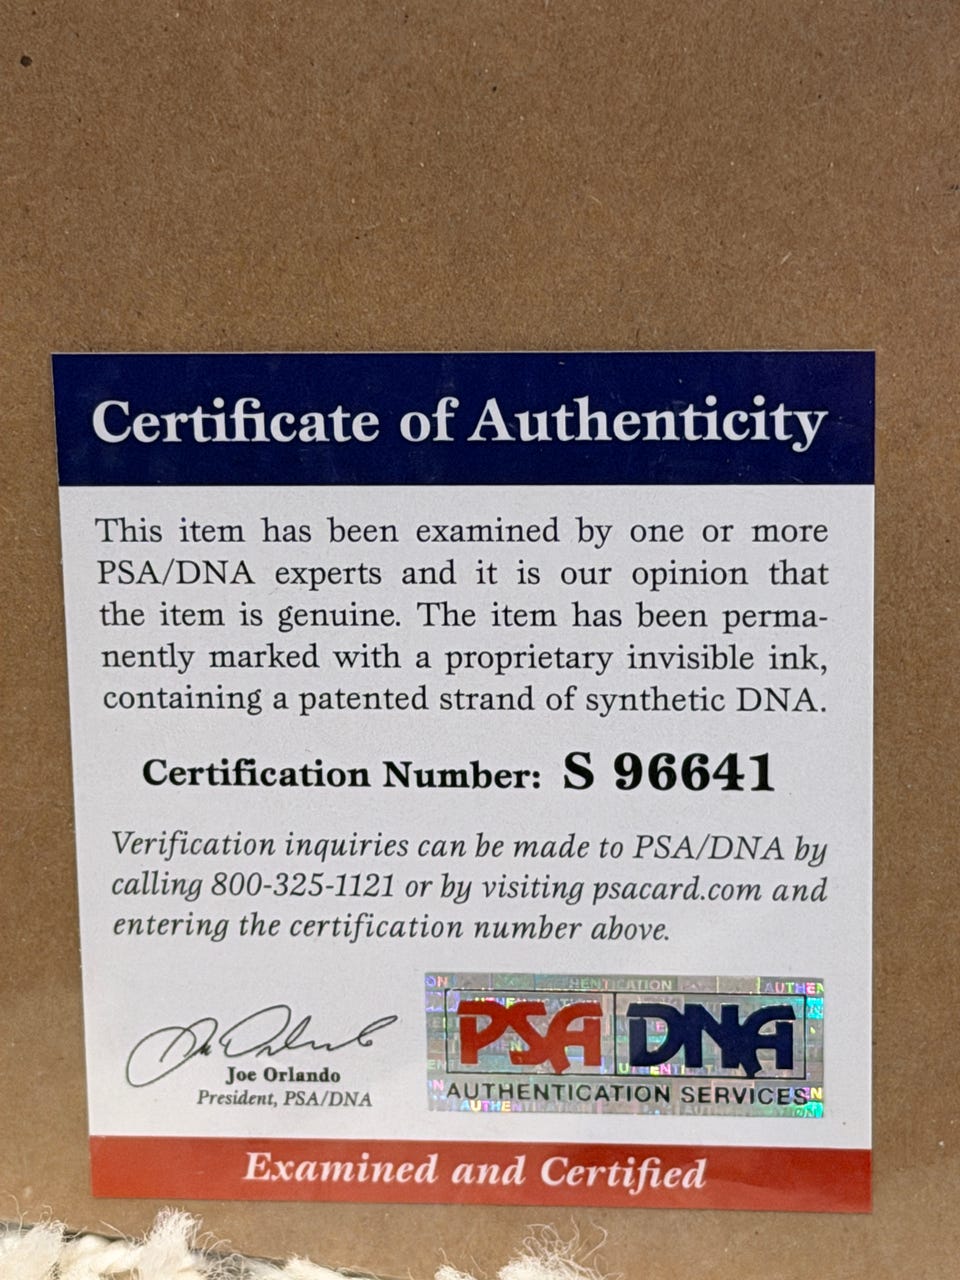 Certificate of Authenticity
This item has been examined by one or more
PSA/DNA experts and it is our opinion that
the item is genuine. The item has been perma-
nently marked with a proprietary invisible ink,
containing a patented strand of synthetic DNA.
Certification Number: S 96641
Verification inquiries can be made to PSA/DNA by
calling 800-325-1121 or by visiting psacard.com and
entering the certification number above.
Joe Orlando
President, PSA/DNA
PSA DNA
AUTHENTICATION SERVICES
Examined and Certified